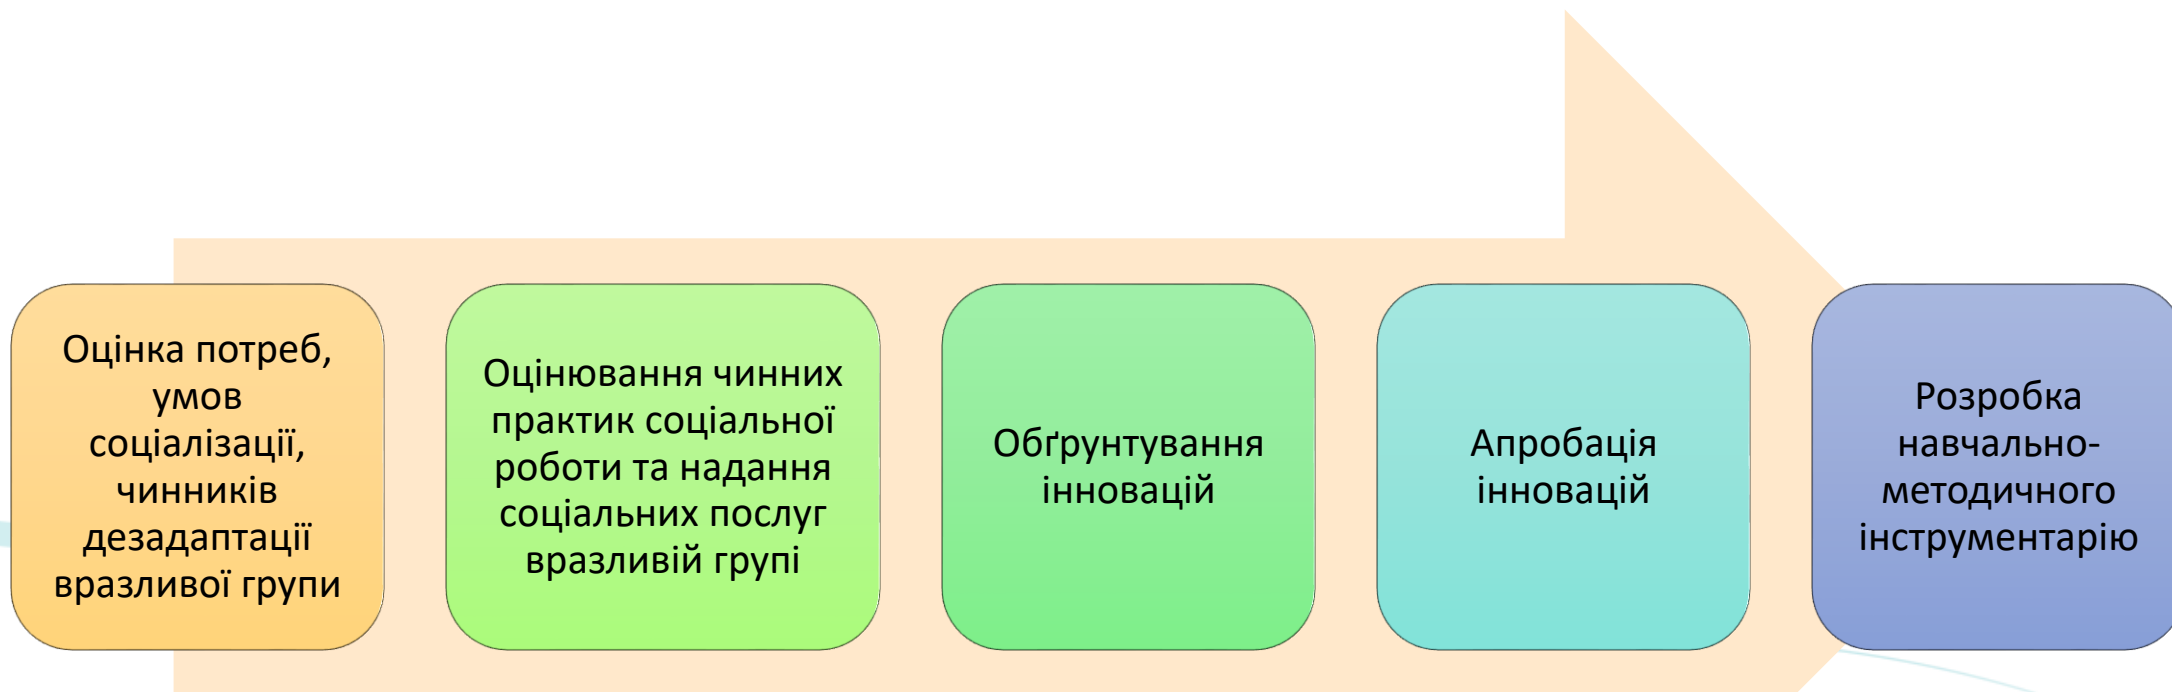 Оцінка потреб,
умов
соціалізації,
чинників
дезадаптації
вразливої групи
Оцінювання чинних
практик соціальної
роботи та надання
соціальних послуг
вразливій групі
Обґрунтування
інновацій
Апробація
інновацій
Розробка
навчально-
методичного
інструментарію